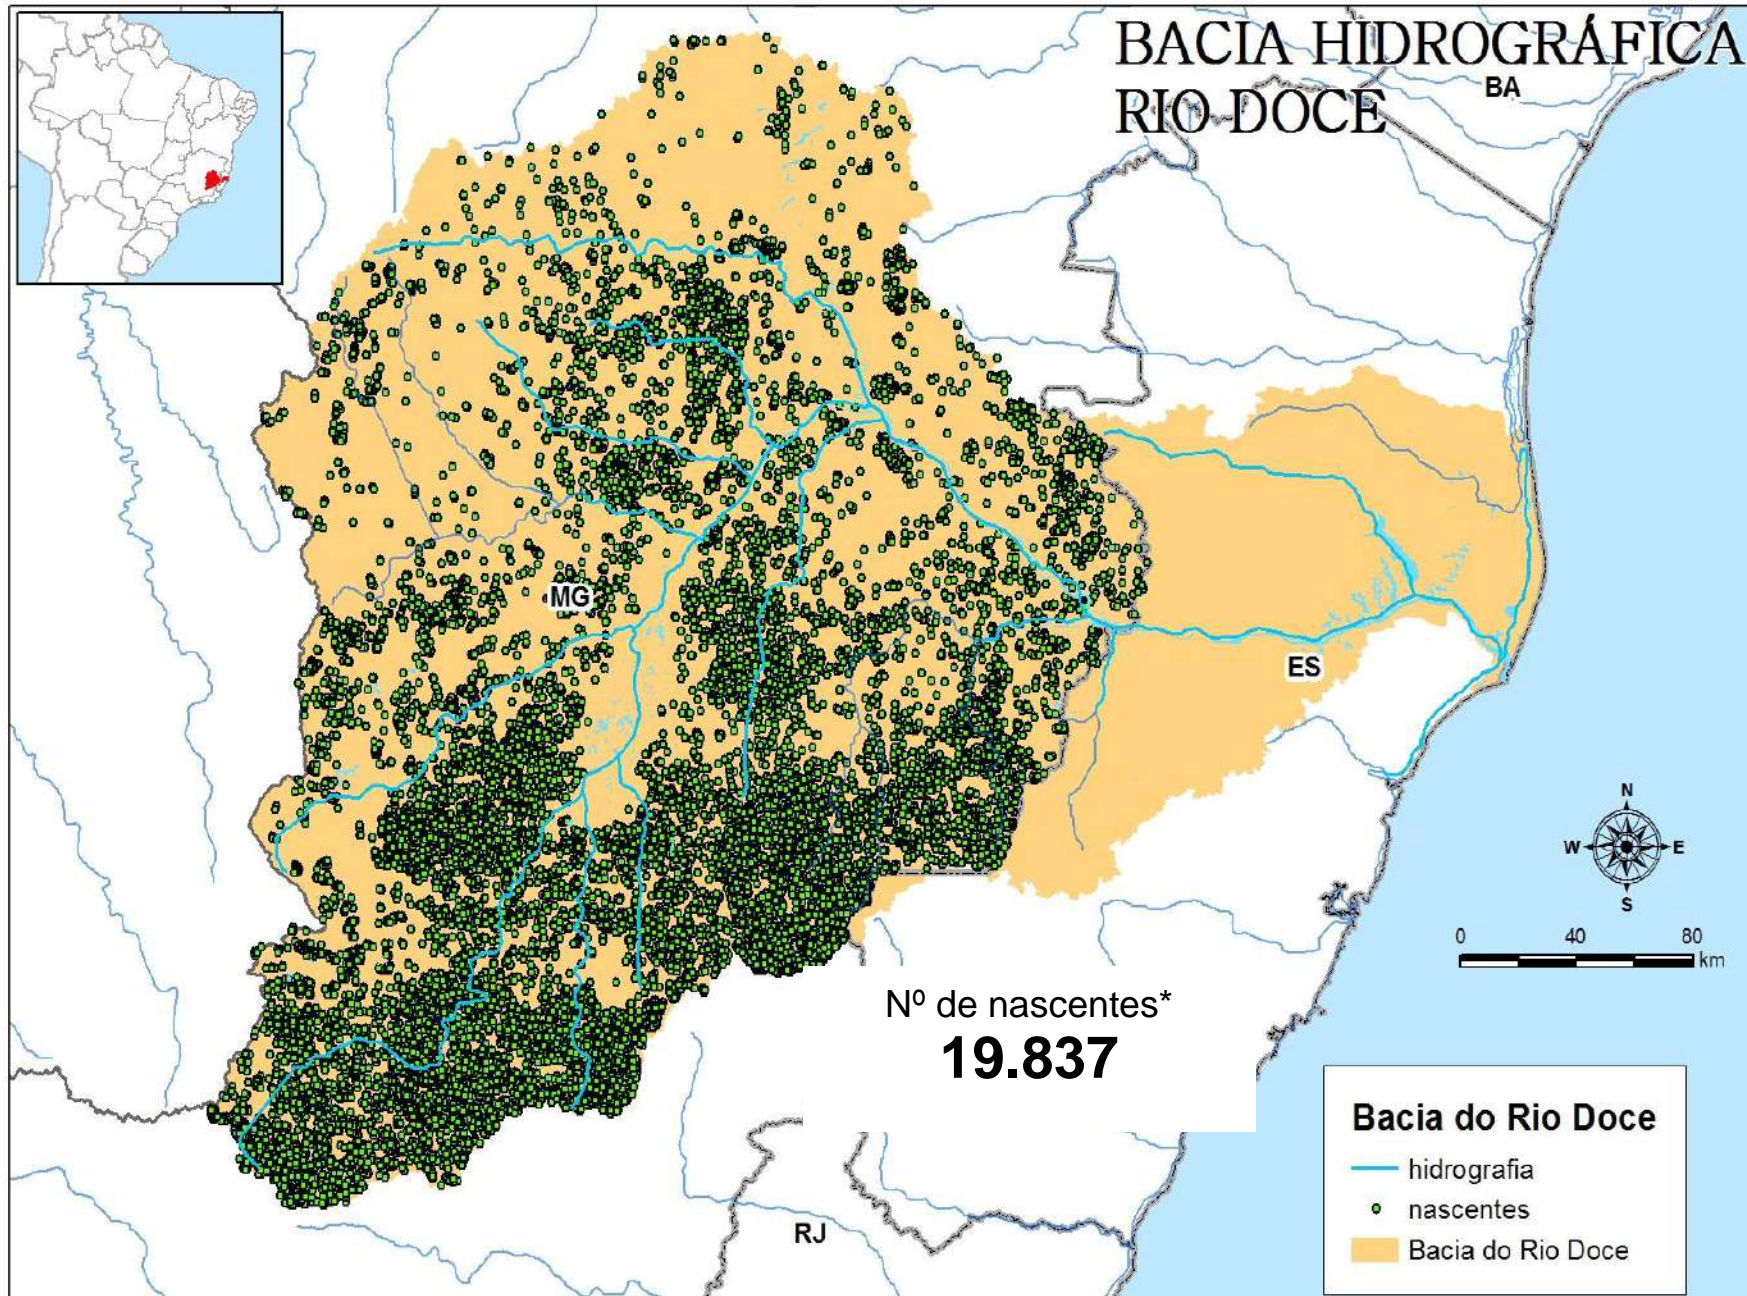 BACIA HIDROGRÁFICA
RIO DOCE
BA
MG
ES
N
W E
S
0 40 80
km
Nº de nascentes*
19.837
Bacia do Rio Doce
hidrografia
nascentes
Bacia do Rio Doce
RJ